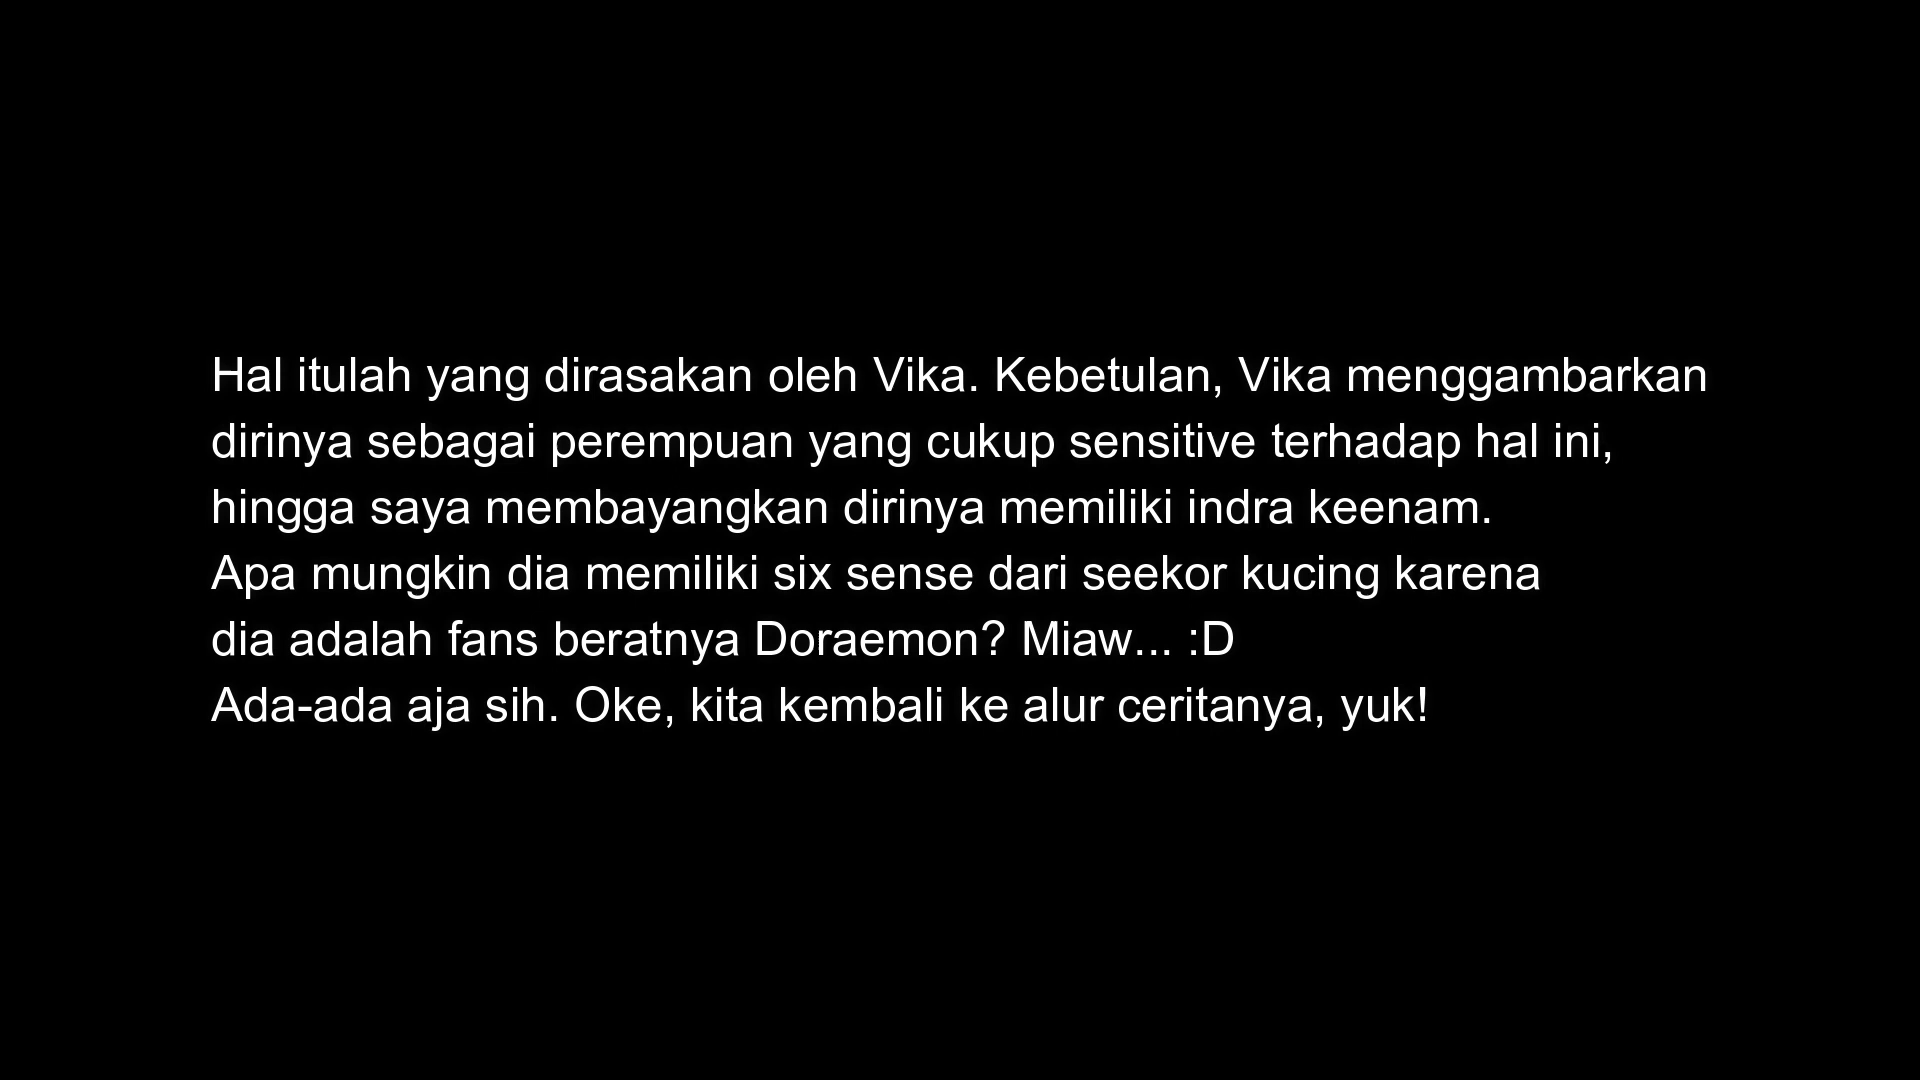 Hal itulah yang dirasakan oleh Vika. Kebetulan, Vika menggambarkan
dirinya sebagai perempuan yang cukup sensitive terhadap hal ini,
hingga saya membayangkan dirinya memiliki indra keenam.
Apa mungkin dia memiliki six sense dari seekor kucing karena
dia adalah fans beratnya Doraemon? Miaw... :D
Ada-ada aja sih. Oke, kita kembali ke alur ceritanya, yuk!